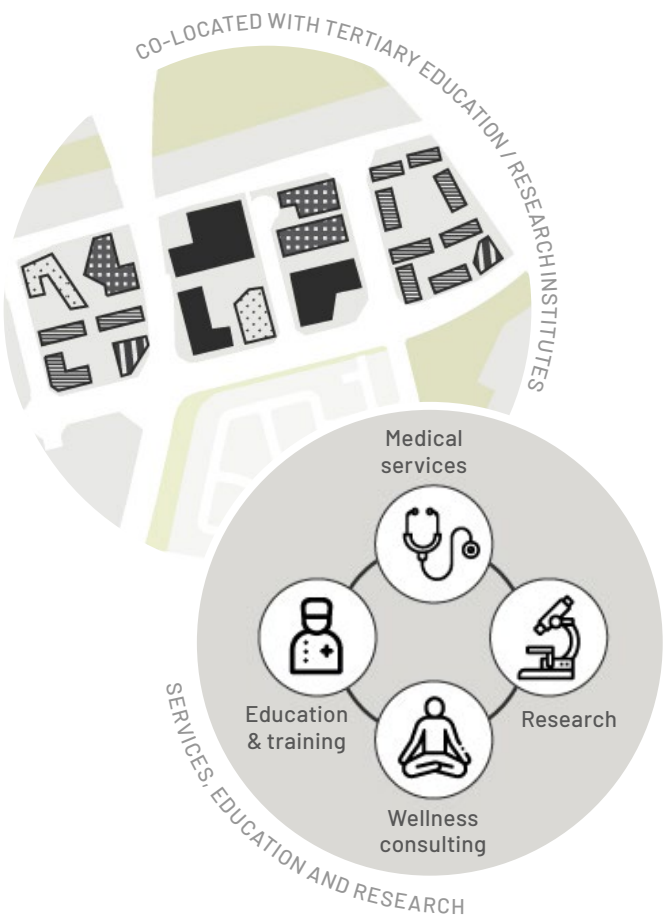 CO-LOCATED WITH TERTIARY EDUCATION / RESEARCH INSTITUTES
Medical
services
Education
& training
Research
Wellness
consulting
SERVICES, EDUCATION AND RESEARCH